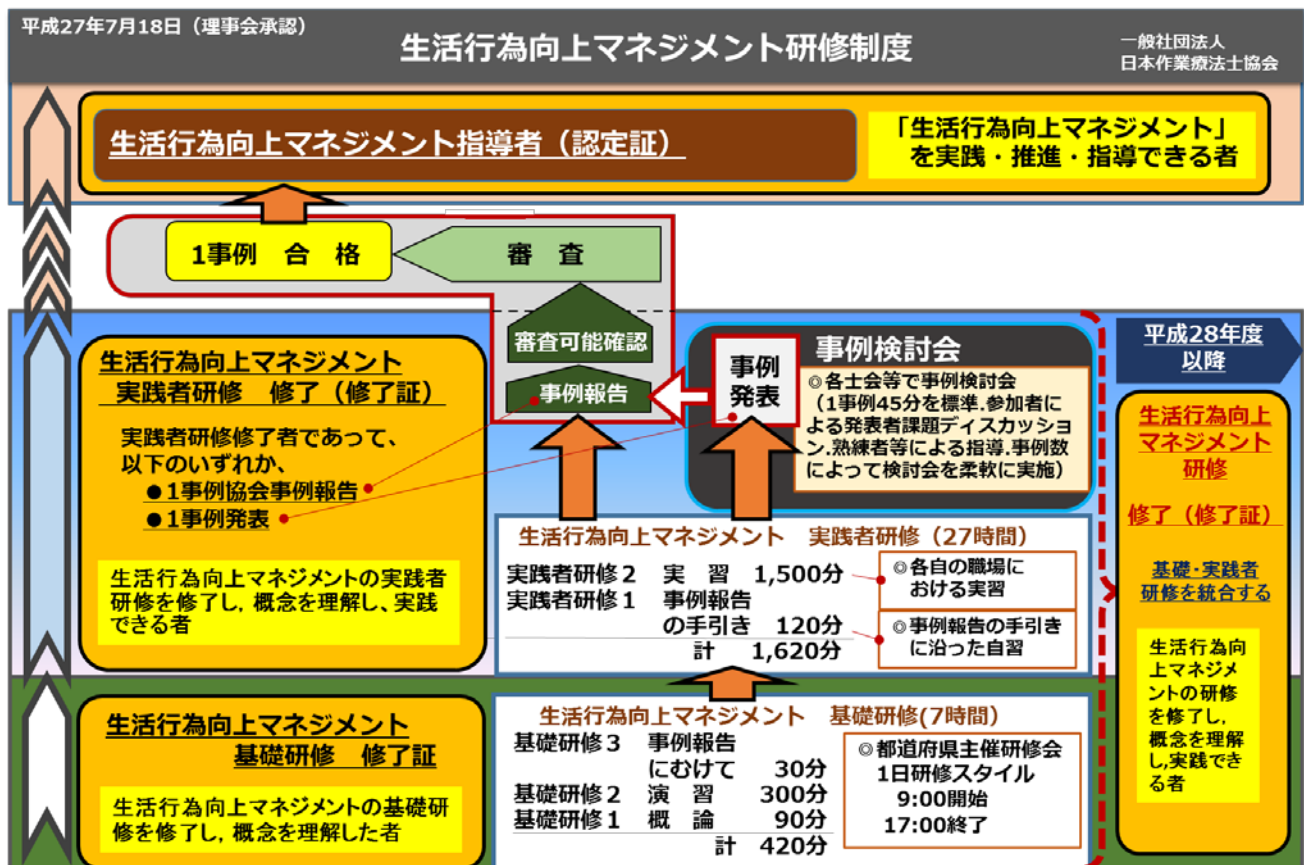 平成27年7月18日（理事会承認）
生活行為向上マネジメント研修制度
一般社団法人
日本作業療法士協会
生活行為向上マネジメント指導者（認定証）
「生活行為向上マネジメント」
を実践・推進・指導できる者
1事例　合　格
審　査
審査可能確認
事例報告
事例
発表
事例検討会
◎各士会等で事例検討会
（1事例45分を標準.参加者に
よる発表者課題ディスカッショ
ン.熟練者等による指導.事例数
によって検討会を柔軟に実施）
生活行為向上マネジメント
実践者研修　修了（修了証）
実践者研修修了者であって、
以下のいずれか、
●1事例協会事例報告
●1事例発表
生活行為向上マネジメントの実践者
研修を修了し，概念を理解し、実践
できる者
生活行為向上マネジメント　実践者研修（27時間）
実践者研修２　実　習　1,500分
実践者研修１　事例報告
の手引き　120分
計　1,620分
◎各自の職場に
おける実習
◎事例報告の手引き
に沿った自習
生活行為向上マネジメント
基礎研修　修了証
生活行為向上マネジメントの基礎研
修を修了し，概念を理解した者
生活行為向上マネジメント　基礎研修(7時間）
基礎研修３　事例報告
にむけて　30分
基礎研修２　演　習　300分
基礎研修１　概　論　90分
計　420分
◎都道府県主催研修会
1日研修スタイル
9:00開始
17:00終了
平成28年度
以降
生活行為向上
マネジメント
研修
修了（修了証）
基礎・実践者
研修を統合する
生活行為向
上マネジメ
ントの研修
を修了し，
概念を理解
し,実践でき
る者